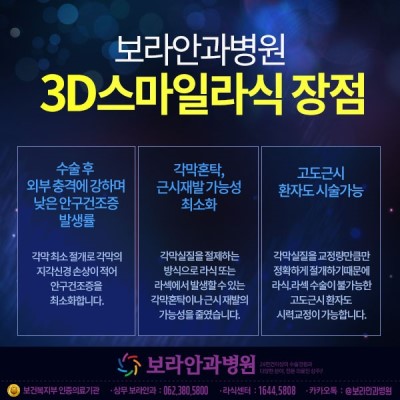 보라안과병원
3D스마일라식 장점
수술 후
외부 충격에 강하며
낮은 안구건조증
발생률
각막 최소 절개로 각막의
지각신경 손상이 적어
안구건조증을
최소화합니다.
각막혼탁,
근시재발 가능성
최소화
각막실질을 절제하는
방식으로 라식 또는
라섹에서 발생할 수 있는
각막혼탁이나 근시 재발의
가능성을 줄였습니다.
고도근시
환자도 시술가능
각막실질을 교정량만큼만
정확하게 절개하기때문에
라식,라섹 수술이 불가능한
고도근시 환자도
시력교정이 가능합니다.
보라안과병원
보건복지부 인증의료기관 · 상무 보라안과 : 062.380.5800 · 라식센터 : 1644.5808 · 카카오톡 : @보라안과병원